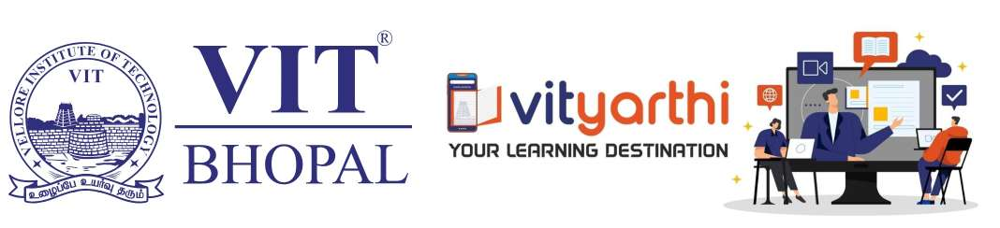 VELLORE INSTITUTE OF TECHNOLOGY
VIT
உழைப்பே உயர்வு தரும்
VIT®
BHOPAL
vityarthi
YOUR LEARNING DESTINATION